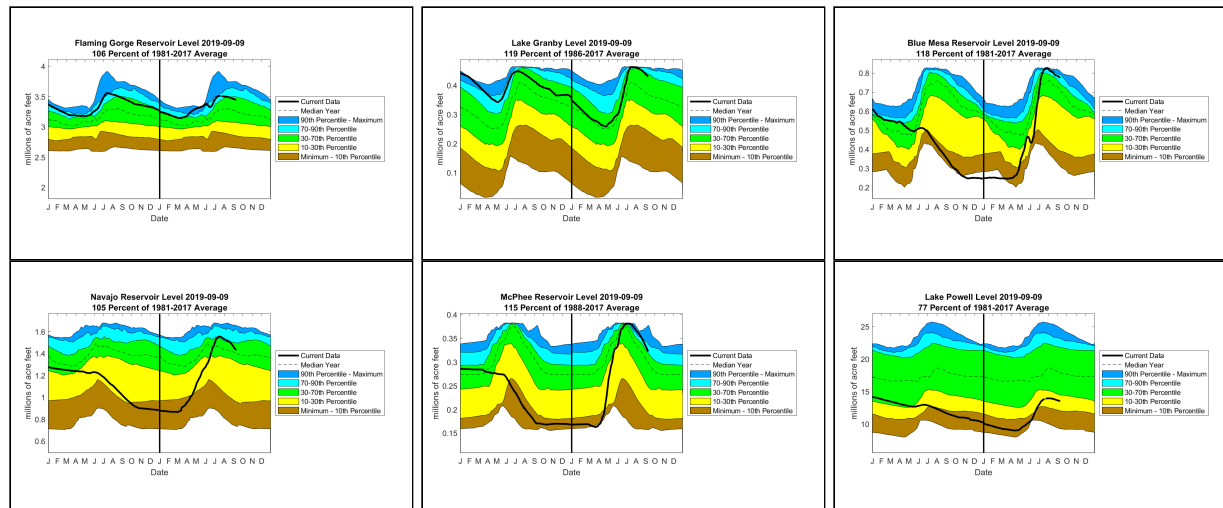 Flaming Gorge Reservoir Level 2019-09-09
106 Percent of 1981-2017 Average
4
3.5
3
2.5
2
millions of acre feet
J F M A M J J A S O N D J F M A M J J A S O N D
Date
Current Data
Median Year
90th Percentile - Maximum
70-90th Percentile
30-70th Percentile
10-30th Percentile
Minimum - 10th Percentile
Lake Granby Level 2019-09-09
119 Percent of 1986-2017 Average
0.4
0.3
0.2
0.1
millions of acre feet
J F M A M J J A S O N D J F M A M J J A S O N D
Date
Current Data
Median Year
90th Percentile - Maximum
70-90th Percentile
30-70th Percentile
10-30th Percentile
Minimum - 10th Percentile
Blue Mesa Reservoir Level 2019-09-09
118 Percent of 1981-2017 Average
0.8
0.7
0.6
0.5
0.4
0.3
0.2
millions of acre feet
J F M A M J J A S O N D J F M A M J J A S O N D
Date
Current Data
Median Year
90th Percentile - Maximum
70-90th Percentile
30-70th Percentile
10-30th Percentile
Minimum - 10th Percentile
Navajo Reservoir Level 2019-09-09
105 Percent of 1981-2017 Average
1.6
1.4
1.2
1
0.8
0.6
millions of acre feet
J F M A M J J A S O N D J F M A M J J A S O N D
Date
Current Data
Median Year
90th Percentile - Maximum
70-90th Percentile
30-70th Percentile
10-30th Percentile
Minimum - 10th Percentile
McPhee Reservoir Level 2019-09-09
115 Percent of 1988-2017 Average
0.4
0.35
0.3
0.25
0.2
0.15
millions of acre feet
J F M A M J J A S O N D J F M A M J J A S O N D
Date
Current Data
Median Year
90th Percentile - Maximum
70-90th Percentile
30-70th Percentile
10-30th Percentile
Minimum - 10th Percentile
Lake Powell Level 2019-09-09
77 Percent of 1981-2017 Average
25
20
15
10
millions of acre feet
J F M A M J J A S O N D J F M A M J J A S O N D
Date
Current Data
Median Year
90th Percentile - Maximum
70-90th Percentile
30-70th Percentile
10-30th Percentile
Minimum - 10th Percentile